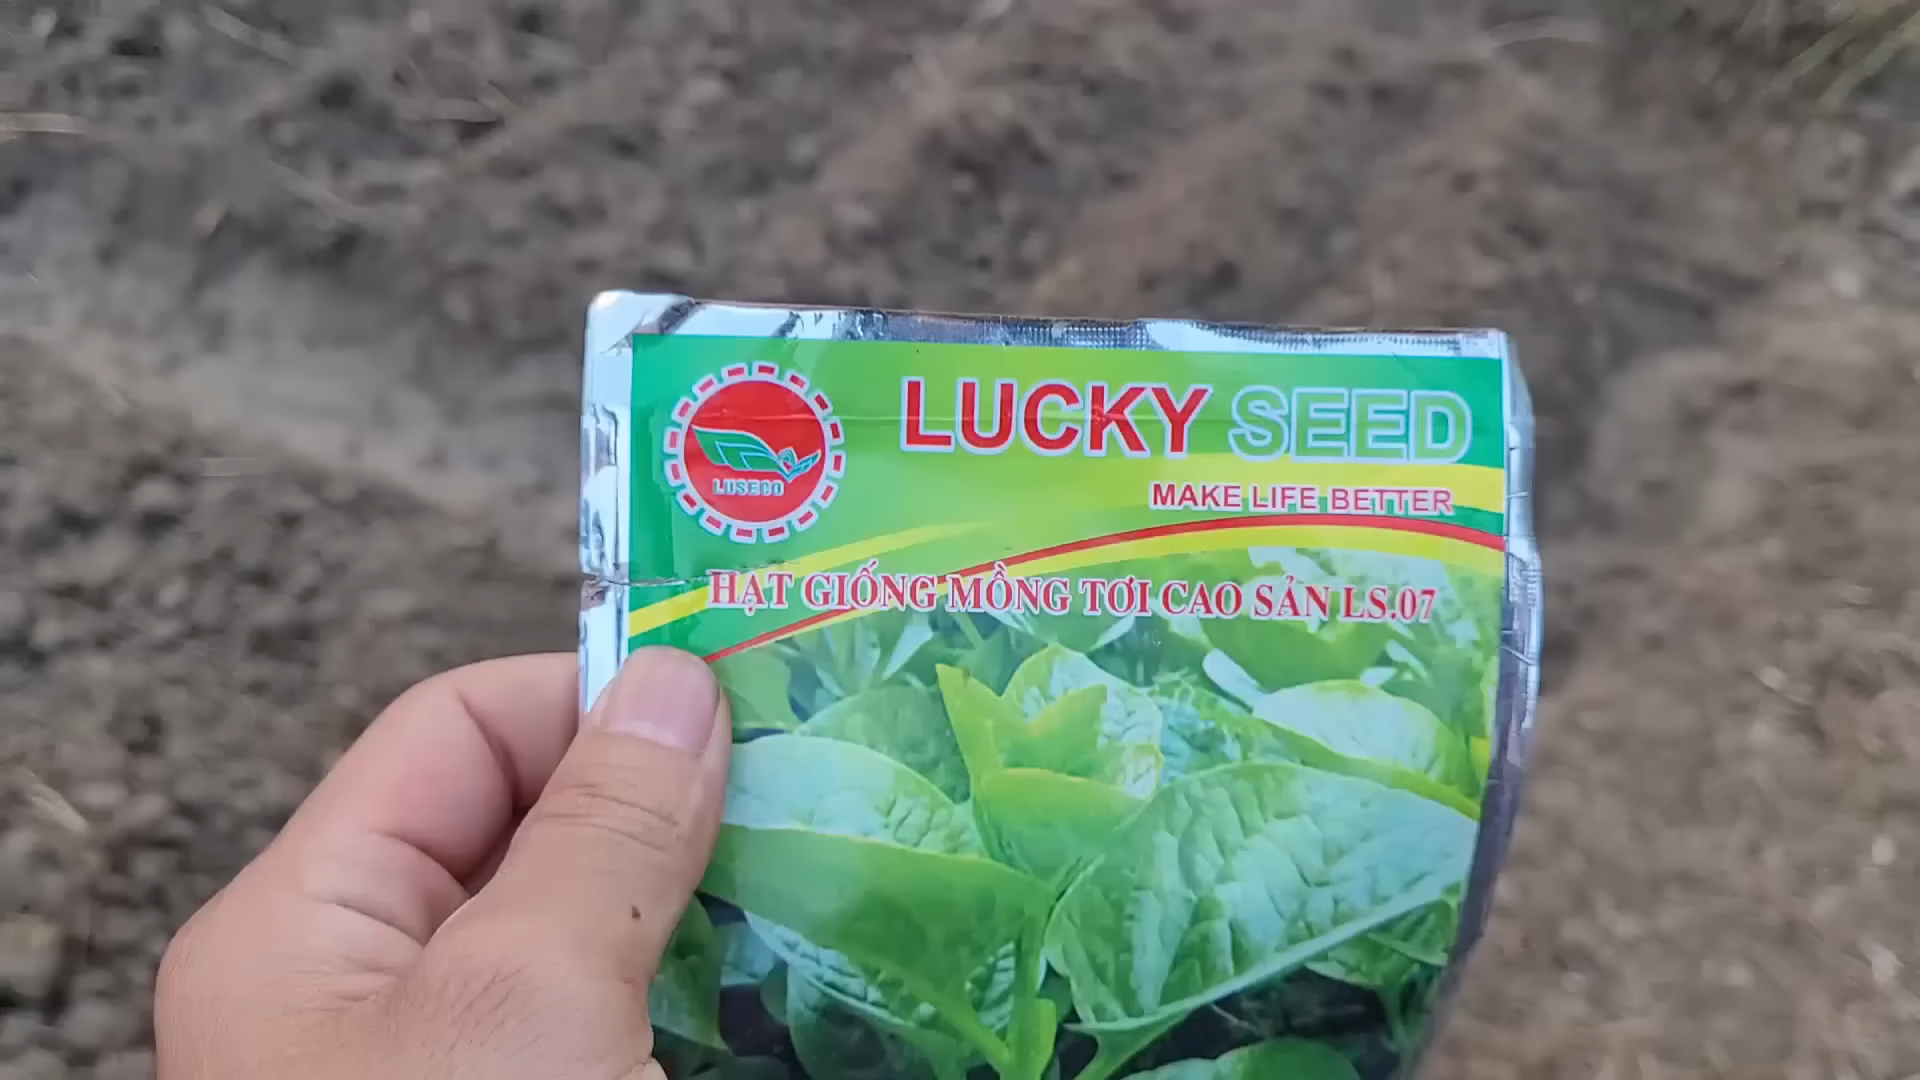 LUCKY SEED
LUSECO
MAKE LIFE BETTER
HẠT GIỐNG MỒNG TƠI CAO SẢN LS.07